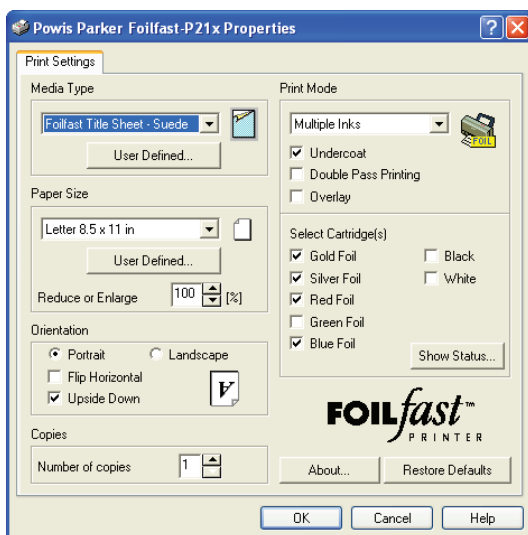 Powis Parker Foilfast-P21x Properties
Print Settings
Media Type
Foilfast Title Sheet - Suede
User Defined...
Paper Size
Letter 8.5 x 11 in
User Defined...
Reduce or Enlarge 100 [%]
Orientation
Portrait Landscape
Flip Horizontal
Upside Down
A
Copies
Number of copies 1
Print Mode
Multiple Inks
FOIL
Undercoat
Double Pass Printing
Overlay
Select Cartridge(s)
Gold Foil Black
Silver Foil White
Red Foil
Green Foil
Blue Foil
Show Status...
FOILfast™
PRINTER
About... Restore Defaults
OK Cancel Help